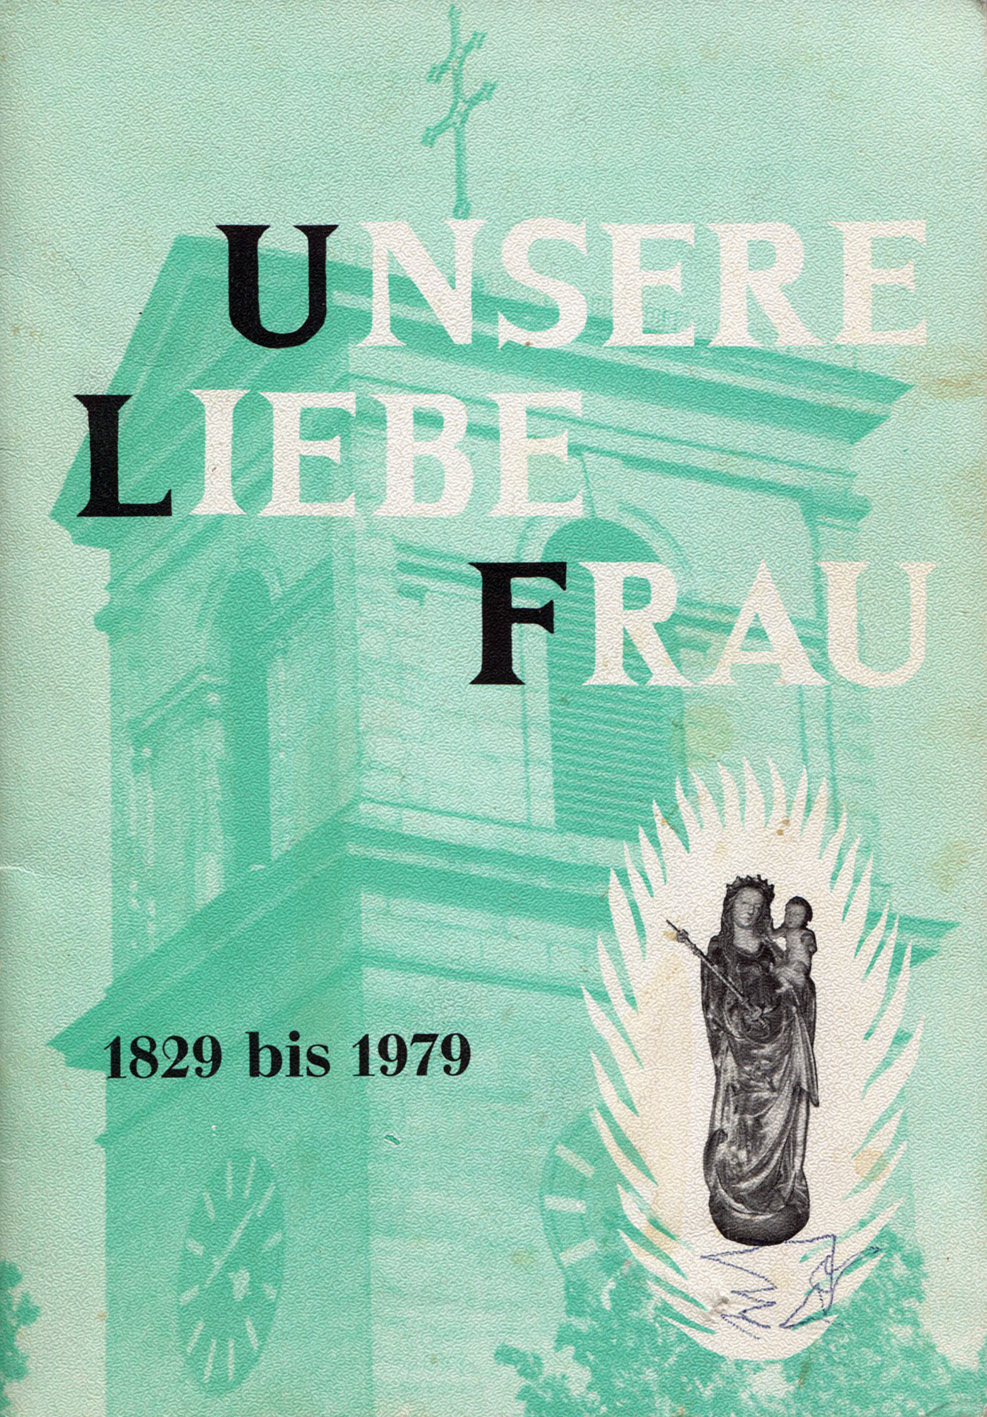 UNSERE
LIEBE
FRAU
1829 bis 1979